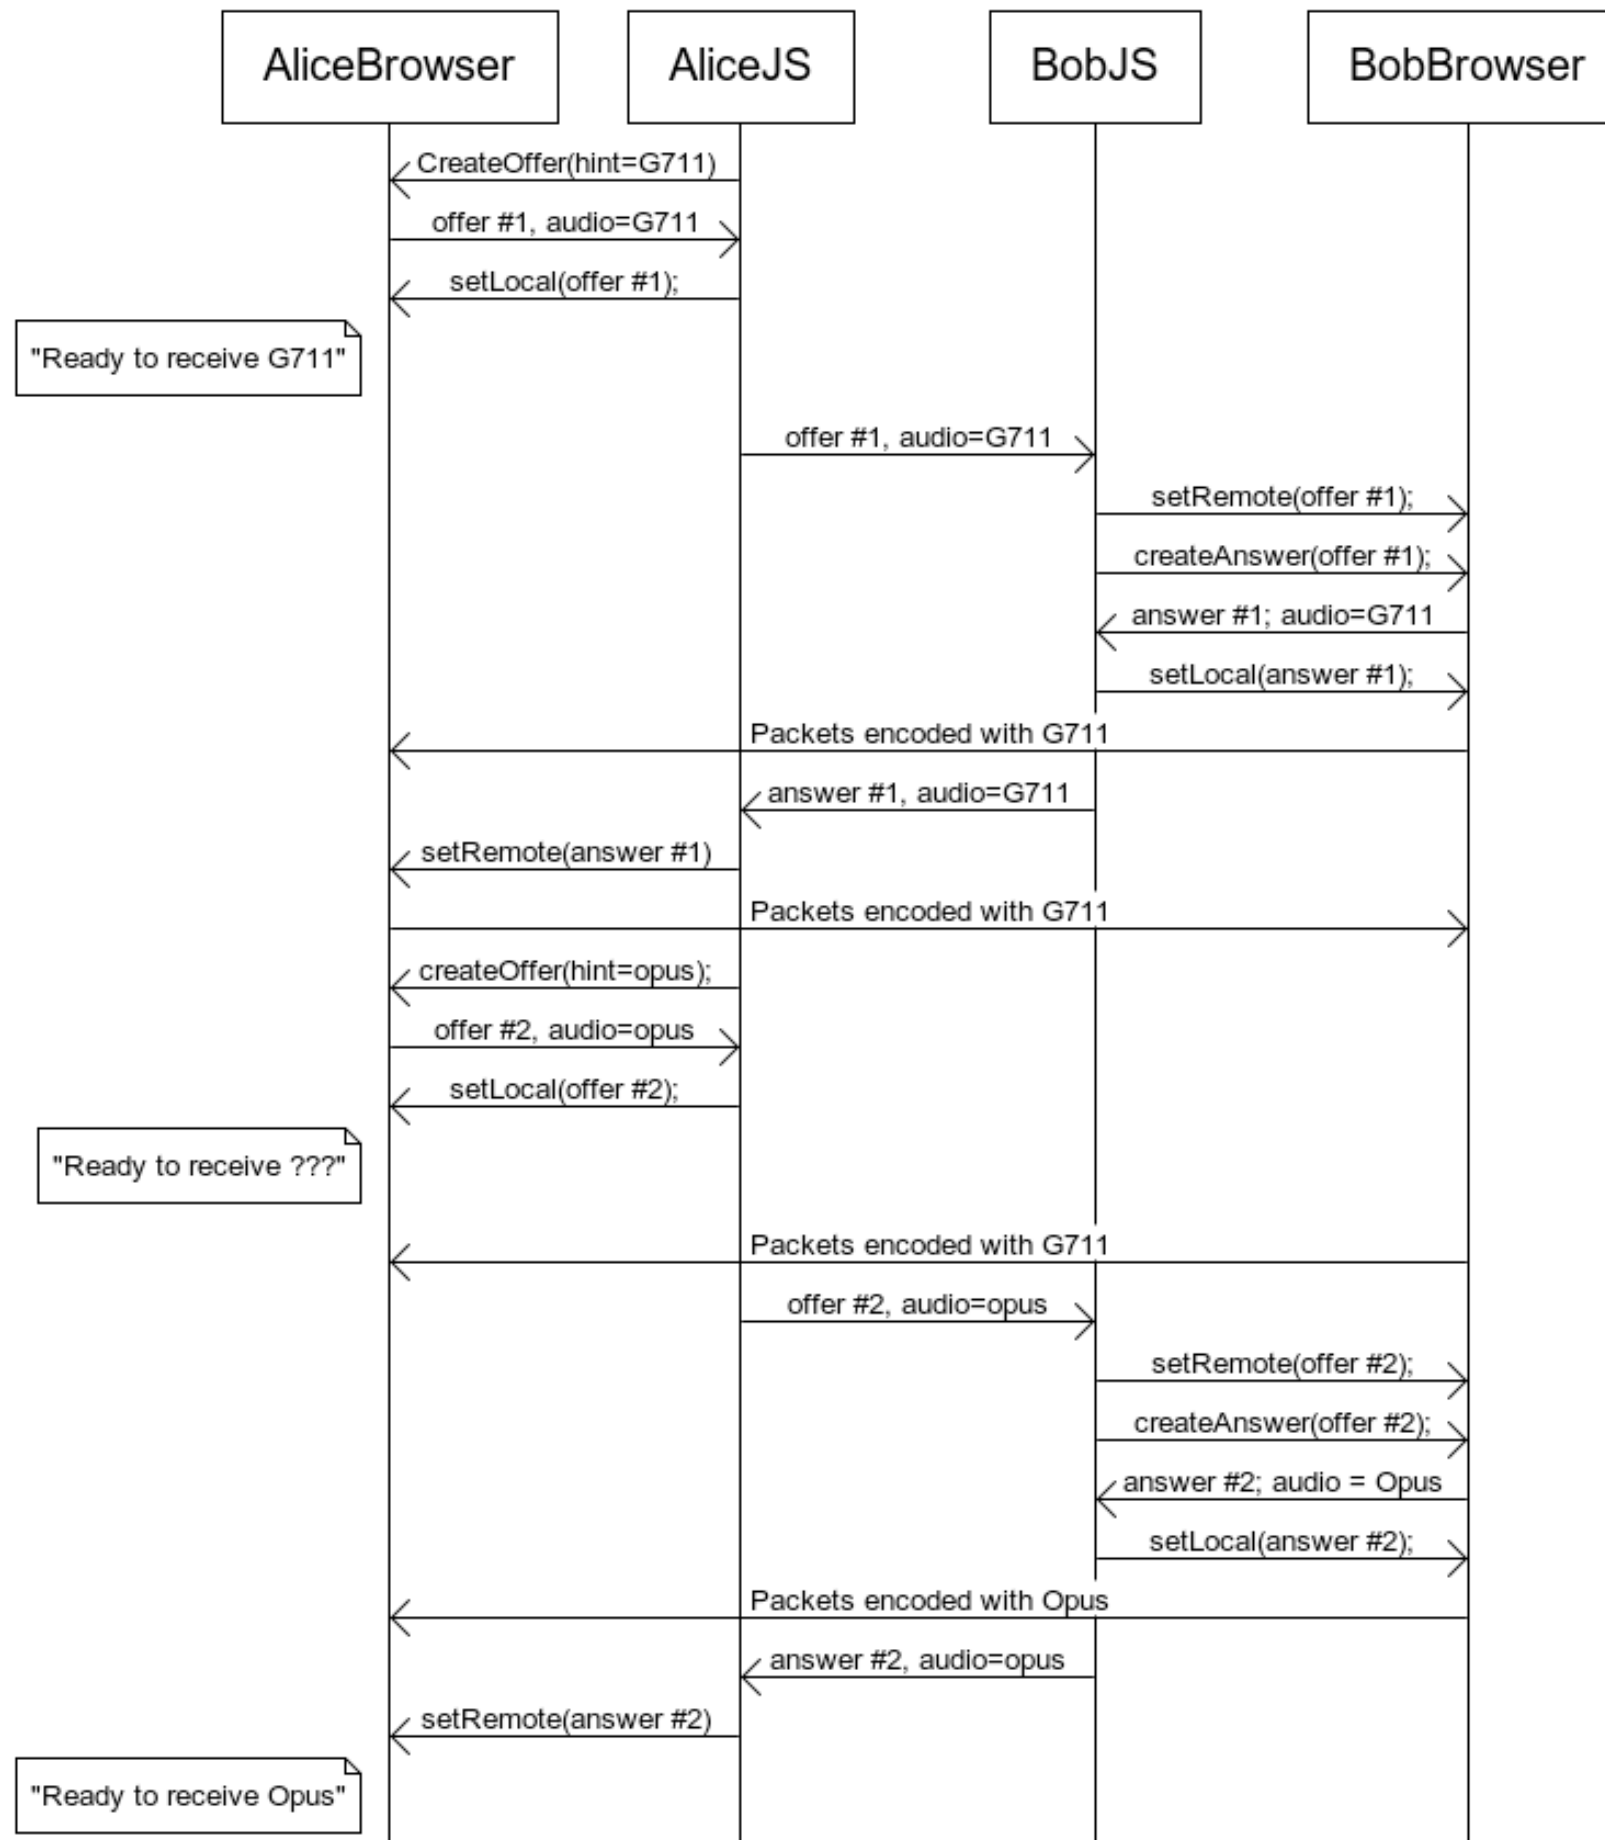 AliceBrowser
AliceJS
BobJS
BobBrowser
CreateOffer(hint=G711)
offer #1, audio=G711
setLocal(offer #1);
"Ready to receive G711"
offer #1, audio=G711
setRemote(offer #1);
createAnswer(offer #1);
answer #1; audio=G711
setLocal(answer #1);
Packets encoded with G711
answer #1, audio=G711
setRemote(answer #1)
Packets encoded with G711
createOffer(hint=opus);
offer #2, audio=opus
setLocal(offer #2);
"Ready to receive ???"
Packets encoded with G711
offer #2, audio=opus
setRemote(offer #2);
createAnswer(offer #2);
answer #2; audio = Opus
setLocal(answer #2);
Packets encoded with Opus
answer #2, audio=opus
setRemote(answer #2)
"Ready to receive Opus"